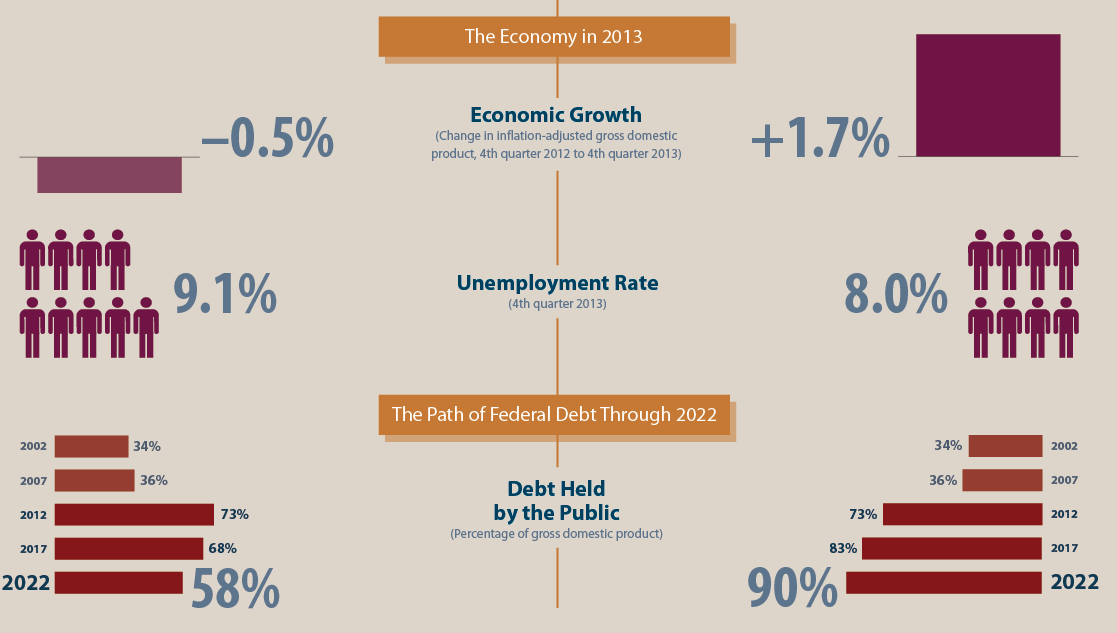 The Economy in 2013
–0.5%
Economic Growth
(Change in inflation-adjusted gross domestic
product, 4th quarter 2012 to 4th quarter 2013)
+1.7%
9.1%
Unemployment Rate
(4th quarter 2013)
8.0%
The Path of Federal Debt Through 2022
2002 34%
2007 36%
2012 73%
2017 68%
2022 58%
Debt Held
by the Public
(Percentage of gross domestic product)
34% 2002
36% 2007
73% 2012
83% 2017
90% 2022